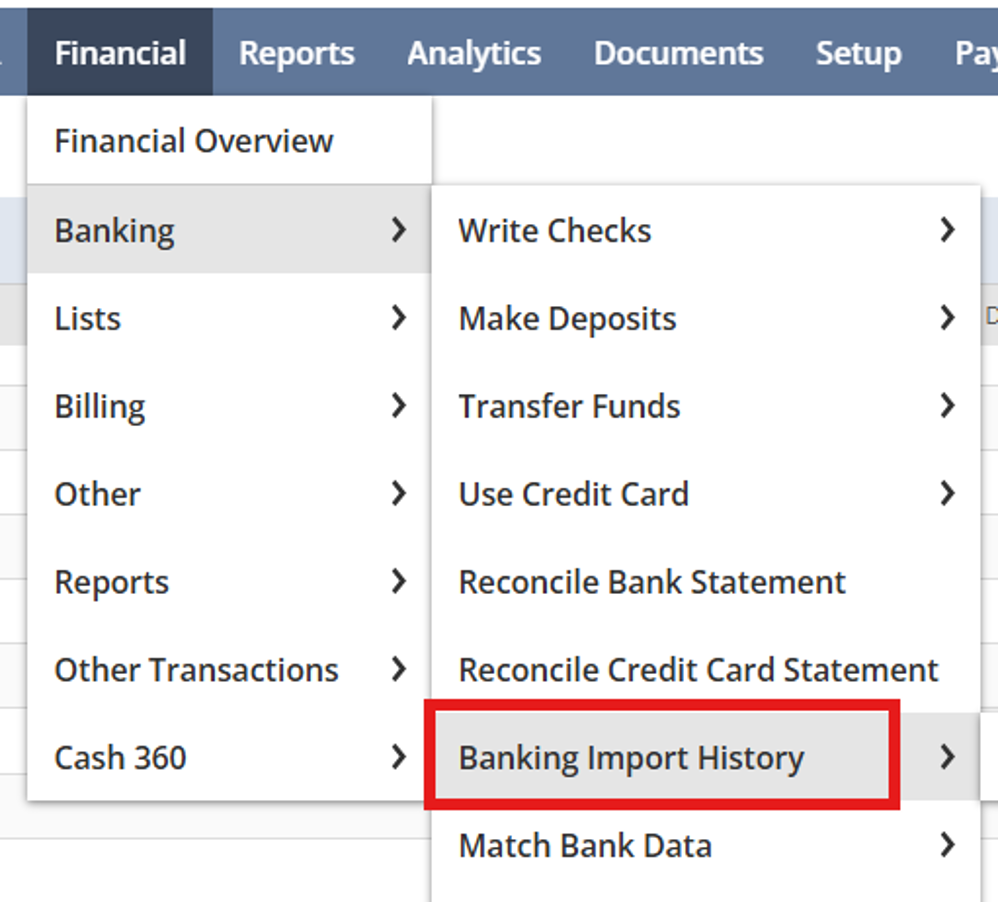 Financial Reports Analytics Documents Setup
Financial Overview
Banking
Lists
Billing
Other
Reports
Other Transactions
Cash 360
Write Checks
Make Deposits
Transfer Funds
Use Credit Card
Reconcile Bank Statement
Reconcile Credit Card Statement
Banking Import History
Match Bank Data